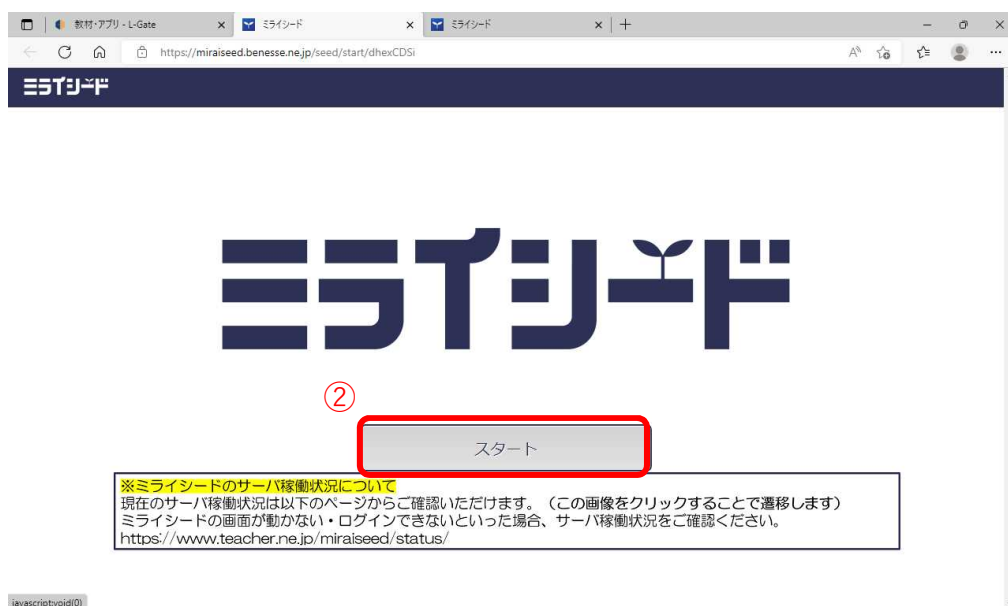 教材・アプリ - L-Gate
ミライシード
ミライシード
https://miraiseed.benesse.ne.jp/seed/start/dhexCDSi
ミライシード
ミライシード
②
スタート
※ミライシードのサーバ稼働状況について
現在のサーバ稼働状況は以下のページからご確認いただけます。（この画像をクリックすることで遷移します）
ミライシードの画面が動かない・ログインできないといった場合、サーバ稼働状況をご確認ください。
https://www.teacher.ne.jp/miraiseed/status/
javascript:void(0)